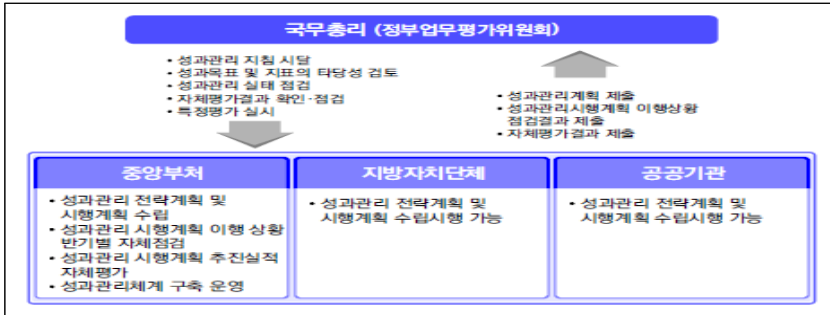 국무총리 (정부업무평가위원회)
• 성과관리 지침 시달
• 성과목표 및 지표의 타당성 검토
• 성과관리 실태 점검
• 자체평가결과 확인·점검
• 특정평가 실시
• 성과관리계획 제출
• 성과관리시행계획 이행상황
점검결과 제출
• 자체평가결과 제출
중앙부처
• 성과관리 전략계획 및
시행계획 수립
• 성과관리 시행계획 이행 상황
반기별 자체점검
• 성과관리 시행계획 추진실적
자체평가
• 성과관리체계 구축 운영
지방자치단체
• 성과관리 전략계획 및
시행계획 수립시행 가능
공공기관
• 성과관리 전략계획 및
시행계획 수립시행 가능